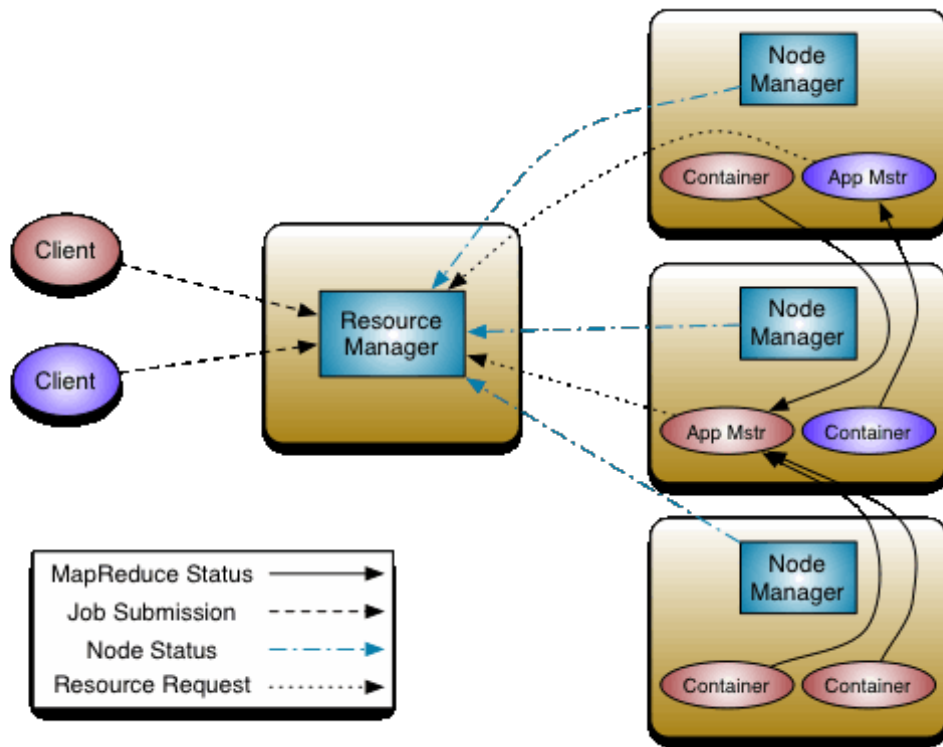 Node
Manager
Container
App Mstr
Client
Client
Resource
Manager
Node
Manager
App Mstr
Container
Node
Manager
Container
Container
MapReduce Status
Job Submission
Node Status
Resource Request